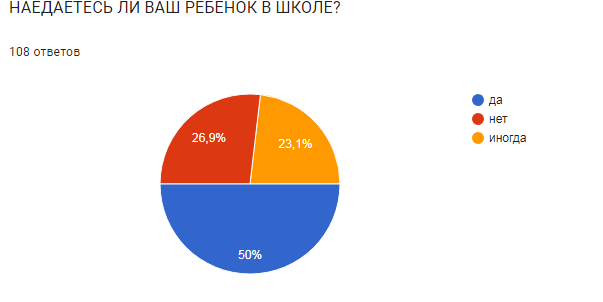 НАЕДАЕТЕСЬ ЛИ ВАШ РЕБЕНОК В ШКОЛЕ?
108 ответов
да
нет
иногда
26,9%
23,1%
50%